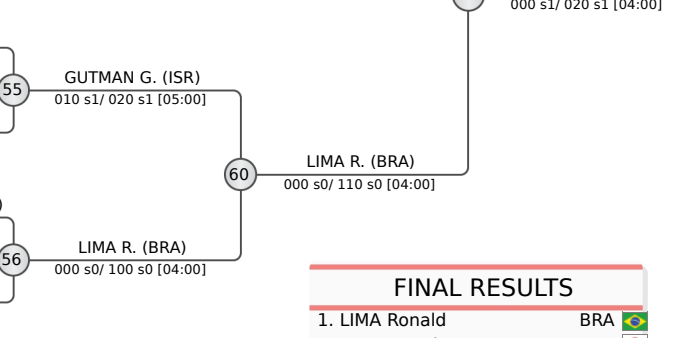 000 s1/ 020 s1 [04:00]
GUTMAN G. (ISR)
55
010 s1/ 020 s1 [05:00]
LIMA R. (BRA)
60
000 s0/ 110 s0 [04:00]
LIMA R. (BRA)
56
000 s0/ 100 s0 [04:00]
FINAL RESULTS
1. LIMA Ronald BRA